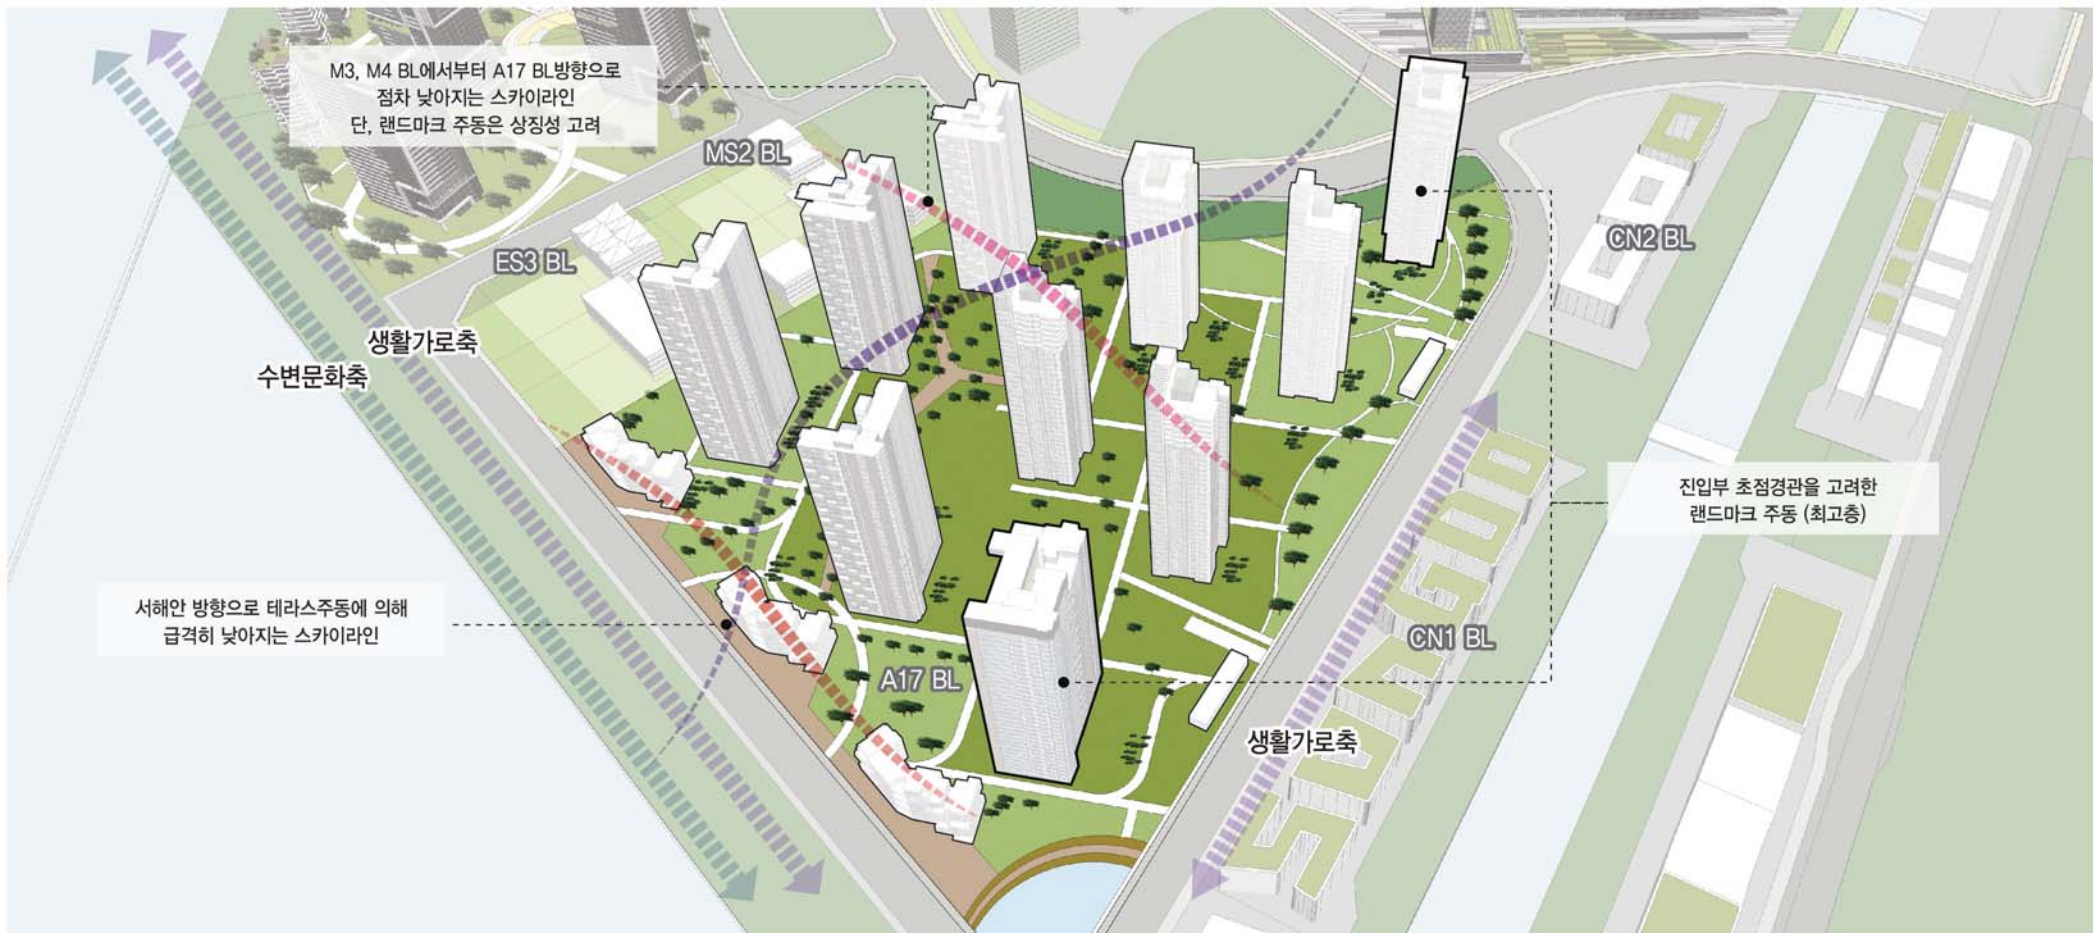 M3, M4 BL에서부터 A17 BL방향으로
점차 낮아지는 스카이라인
단, 랜드마크 주동은 상징성 고려
MS2 BL
ES3 BL
CN2 BL
생활가로축
수변문화축
진입부 초점경관을 고려한
랜드마크 주동 (최고층)
서해안 방향으로 테라스주동에 의해
급격히 낮아지는 스카이라인
CN1 BL
A17 BL
생활가로축